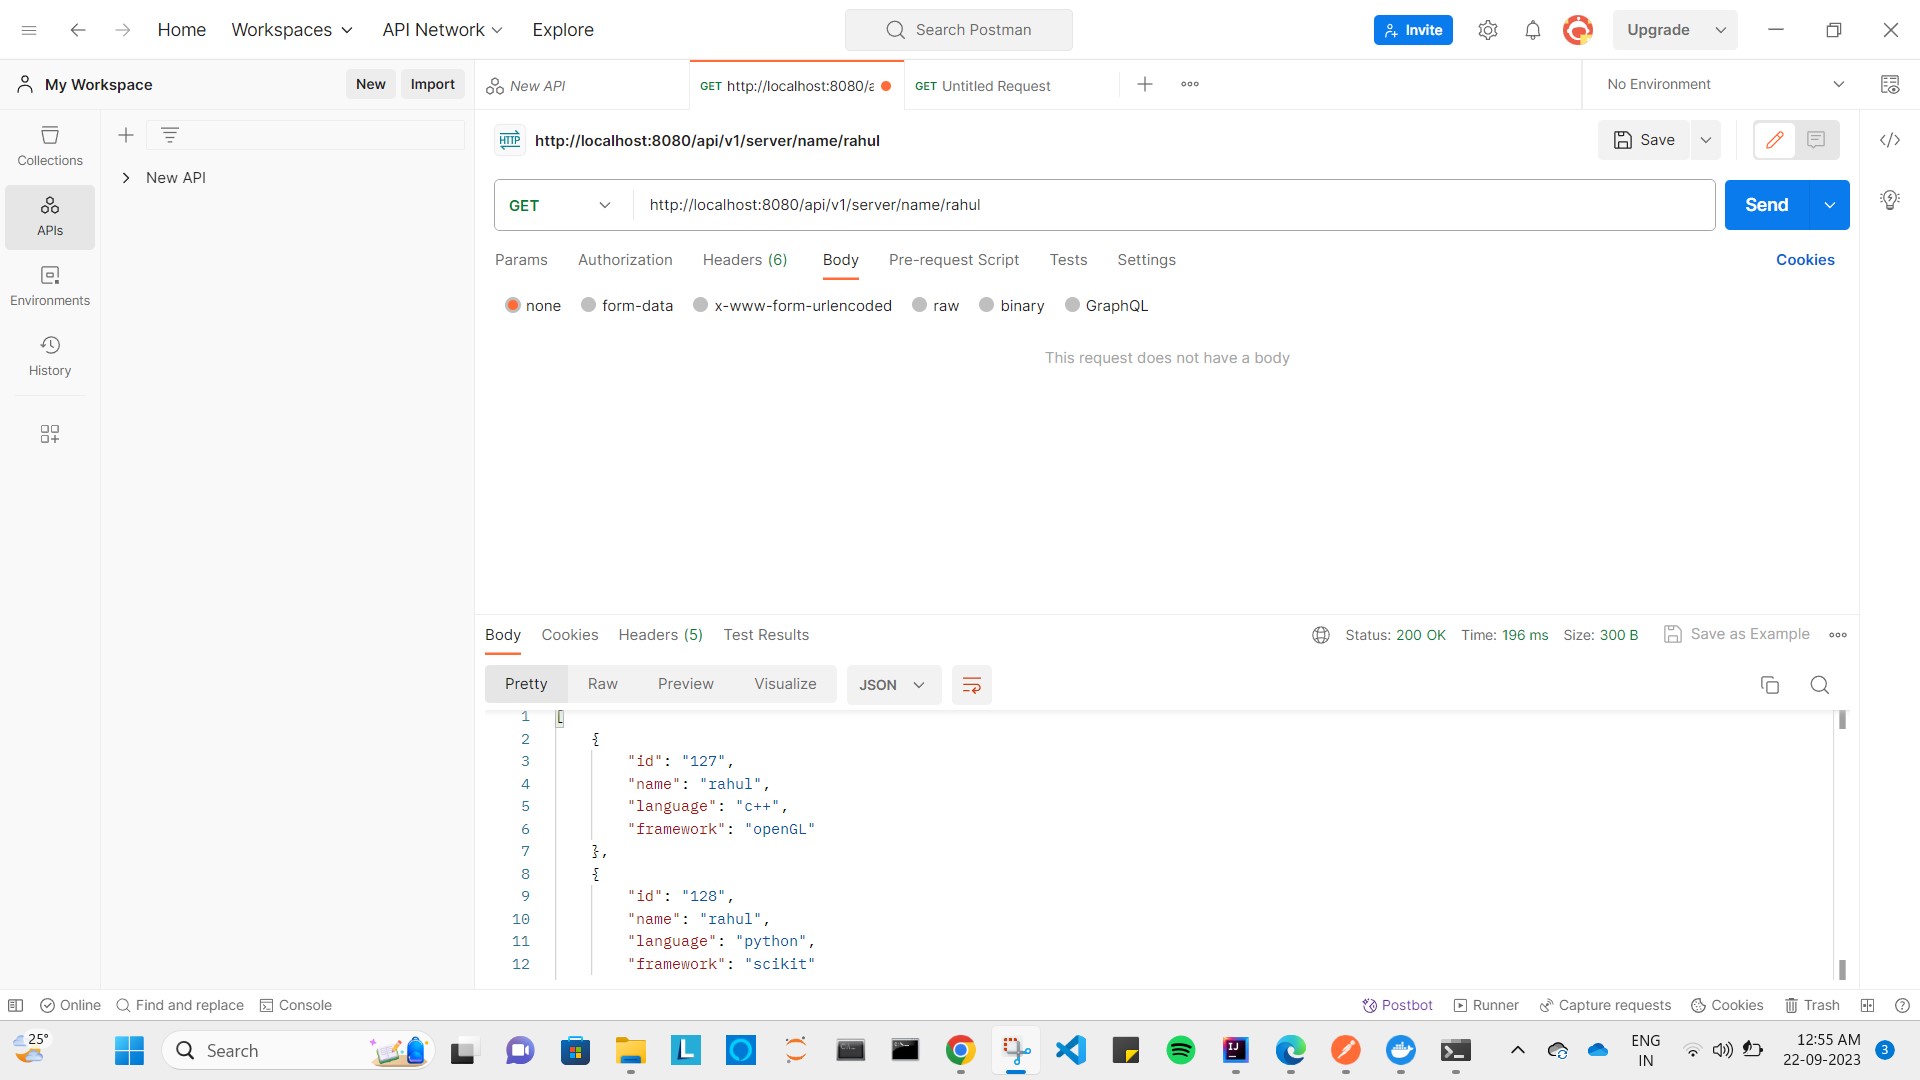 Home Workspaces API Network Explore Search Postman Invite Upgrade
My Workspace New Import New API GET http://localhost:8080/a GET Untitled Request No Environment
Collections
APIs
Environments
History
New API
HTTP http://localhost:8080/api/v1/server/name/rahul Save
GET http://localhost:8080/api/v1/server/name/rahul Send
Params Authorization Headers (6) Body Pre-request Script Tests Settings Cookies
none form-data x-www-form-urlencoded raw binary GraphQL
This request does not have a body
Body Cookies Headers (5) Test Results Status: 200 OK Time: 196 ms Size: 300 B Save as Example
Pretty Raw Preview Visualize JSON
1 [
2 {
3 "id": "127",
4 "name": "rahul",
5 "language": "c++",
6 "framework": "openGL"
7 },
8 {
9 "id": "128",
10 "name": "rahul",
11 "language": "python",
12 "framework": "scikit"
Online Find and replace Console Postbot Runner Capture requests Cookies Trash
25° Search ENG IN 12:55 AM 22-09-2023 3